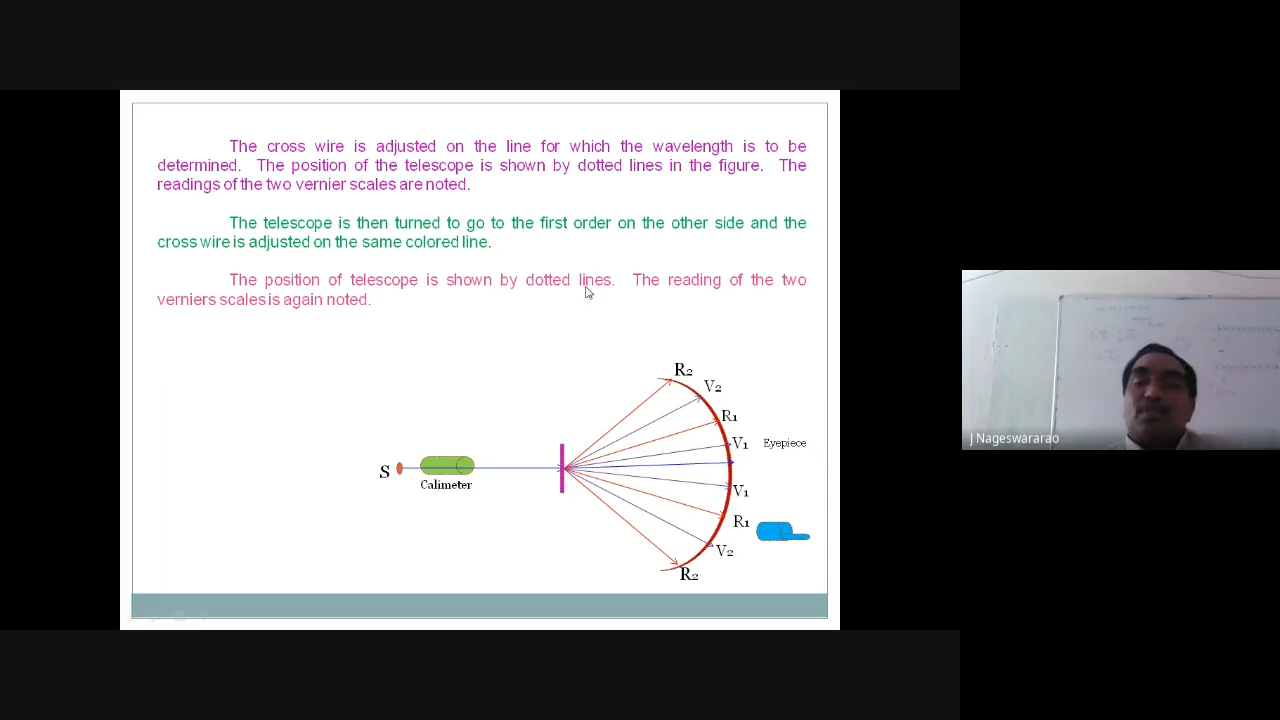 The cross wire is adjusted on the line for which the wavelength is to be
determined. The position of the telescope is shown by dotted lines in the figure. The
readings of the two vernier scales are noted.
The telescope is then turned to go to the first order on the other side and the
cross wire is adjusted on the same colored line.
The position of telescope is shown by dotted lines. The reading of the two
verniers scales is again noted.
R2
V2
R1
V1
Eyepiece
S
Calimeter
V1
R1
V2
R2
J Nageswararao